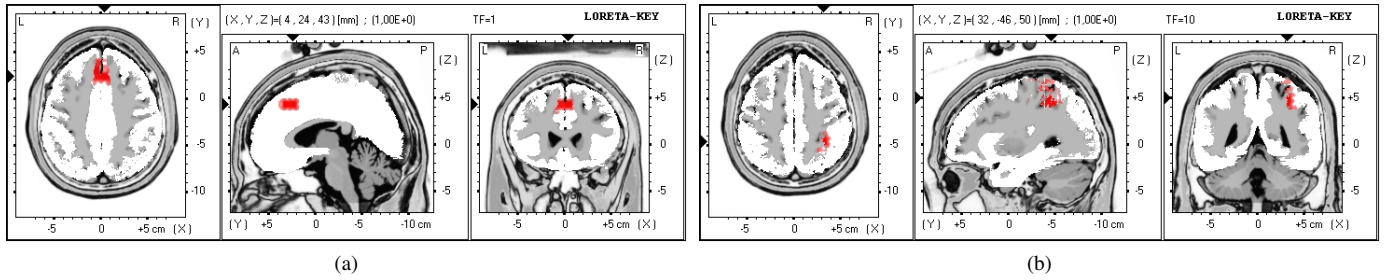 L R (Y)
+5
0
-5
-10
-5 0 +5 cm (X)
(X, Y, Z)=( 4, 24, 43) [mm] ; (1,00E+0) TF=1 LORETA-KEY
A P (Z)
+5
0
-5
(Y) +5 0 -5 -10 cm
L R (Z)
+5
0
-5
-5 0 +5 cm (X)
L R (Y)
+5
0
-5
-10
-5 0 +5 cm (X)
(X, Y, Z)=( 32, -46, 50) [mm] ; (1,00E+0) TF=10 LORETA-KEY
A P (Z)
+5
0
-5
(Y) +5 0 -5 -10 cm
L R (Z)
+5
0
-5
-5 0 +5 cm (X)
(a) (b)